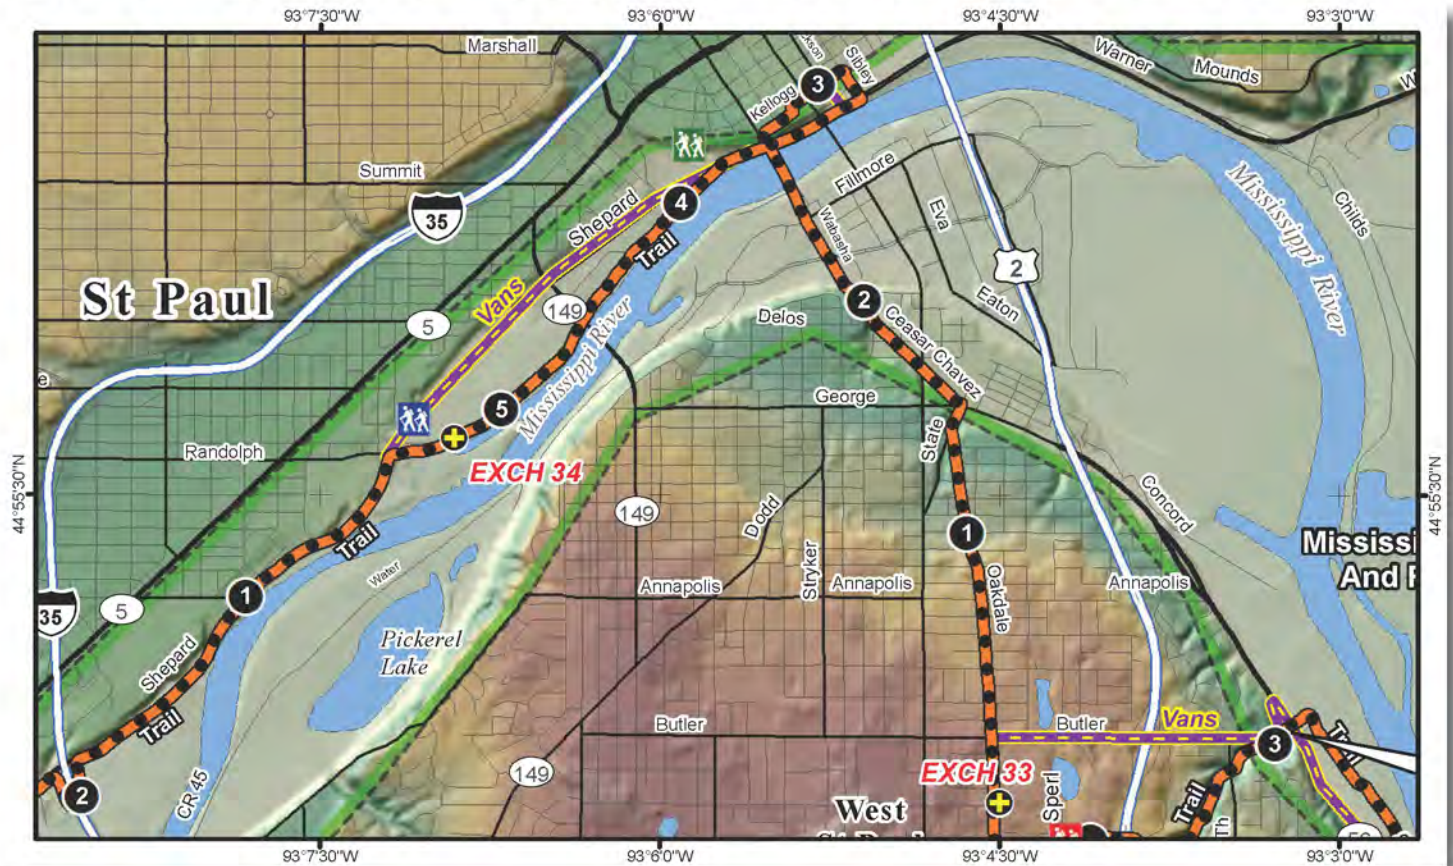 93°7'30"W
93°6'0"W
93°4'30"W
93°3'0"W
Marshall
Sibley
Kellogg
3
Warner
Mounds
Summit
35
Shepard
4
Trail
Fillmore
Wabasha
Eva
Mississippi River
Childs
St Paul
Vans
149
5
2
2
Eaton
Delos
Ceasar Chavez
Mississippi River
George
State
5
Randolph
EXCH 34
44°55'30"N
44°55'30"N
149
Dodd
Stryker
1
Concord
Trail
Water
Annapolis
Annapolis
Annapolis
Oakdale
Mississi
And
35
5
1
Shepard
Trail
Pickerel
Lake
Butler
Butler
Vans
3
Trail
149
EXCH 33
Sperl
West
Trail
Th
2
CR 45
93°7'30"W
93°6'0"W
93°4'30"W
93°3'0"W